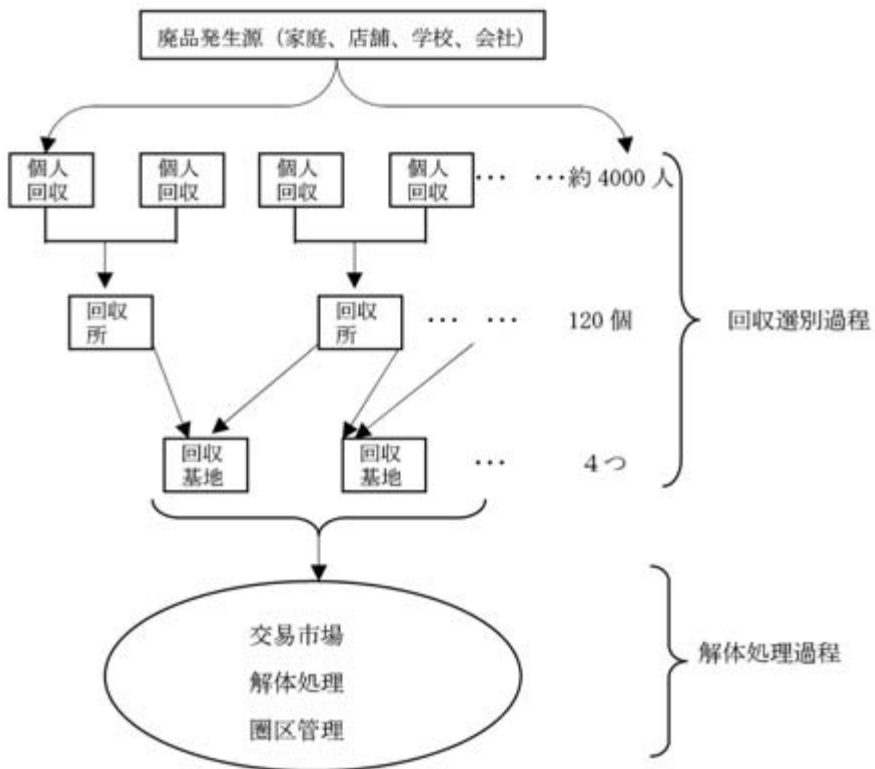 廃品発生源（家庭、店舗、学校、会社）
個人
回収
個人
回収
個人
回収
個人
回収
… …約 4000 人
回収
所
回収
所
… …
120 個
回収選別過程
回収
基地
回収
基地
…
4つ
交易市場
解体処理
圏区管理
解体処理過程